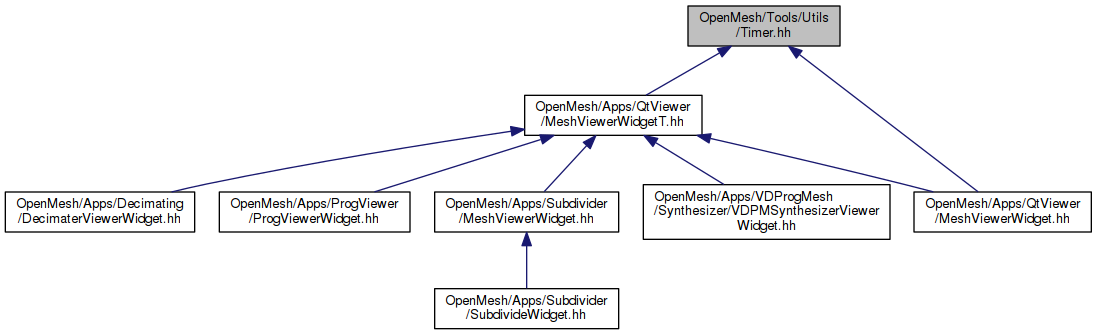 OpenMesh/Tools/Utils
/Timer.hh
OpenMesh/Apps/QtViewer
/MeshViewerWidgetT.hh
OpenMesh/Apps/Decimating
/DecimaterViewerWidget.hh
OpenMesh/Apps/ProgViewer
/ProgViewerWidget.hh
OpenMesh/Apps/Subdivider
/MeshViewerWidget.hh
OpenMesh/Apps/VDProgMesh
/Synthesizer/VDPMSynthesizerViewer
Widget.hh
OpenMesh/Apps/QtViewer
/MeshViewerWidget.hh
OpenMesh/Apps/Subdivider
/SubdivideWidget.hh